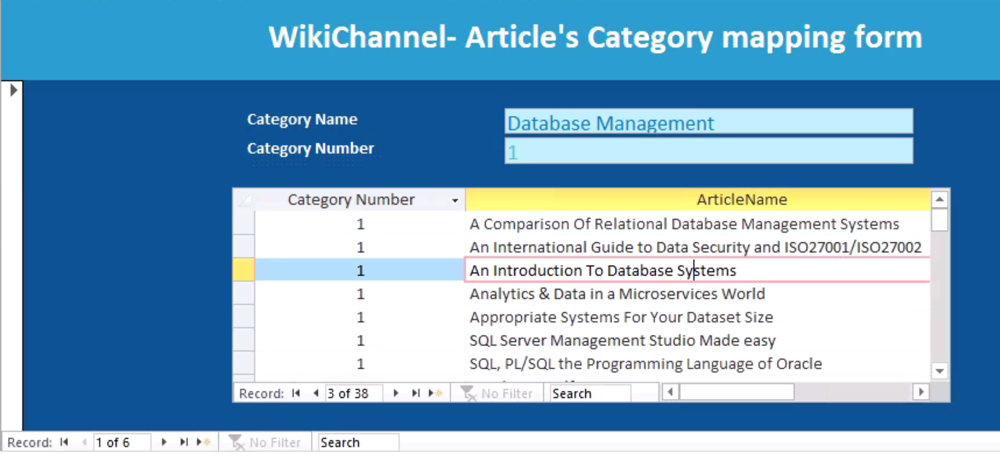 WikiChannel- Article's Category mapping form
Category Name
Database Management
Category Number
1
Category Number ArticleName
1 A Comparison Of Relational Database Management Systems
1 An International Guide to Data Security and ISO27001/ISO27002
1 An Introduction To Database Systems
1 Analytics & Data in a Microservices World
1 Appropriate Systems For Your Dataset Size
1 SQL Server Management Studio Made easy
1 SQL, PL/SQL the Programming Language of Oracle
Record: 3 of 38 No Filter Search
Record: 1 of 6 No Filter Search